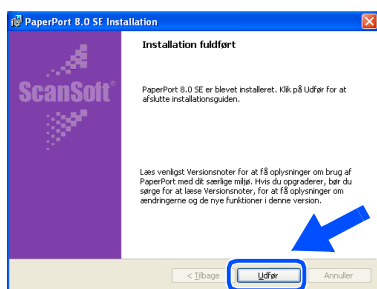 PaperPort 8.0 SE Installation
Installation fuldført
ScanSoft®
PaperPort 8.0 SE er blevet installeret. Klik på Udfør for at
afslutte installationsguiden.
Læs venligst Versionsnoter for at få oplysninger om brug af
PaperPort med dit særlige miljø. Hvis du opgraderer, bør du
sørge for at læse Versionsnoter, for at få oplysninger om
ændringerne og de nye funktioner i denne version.
< Tilbage Udfør Annuller